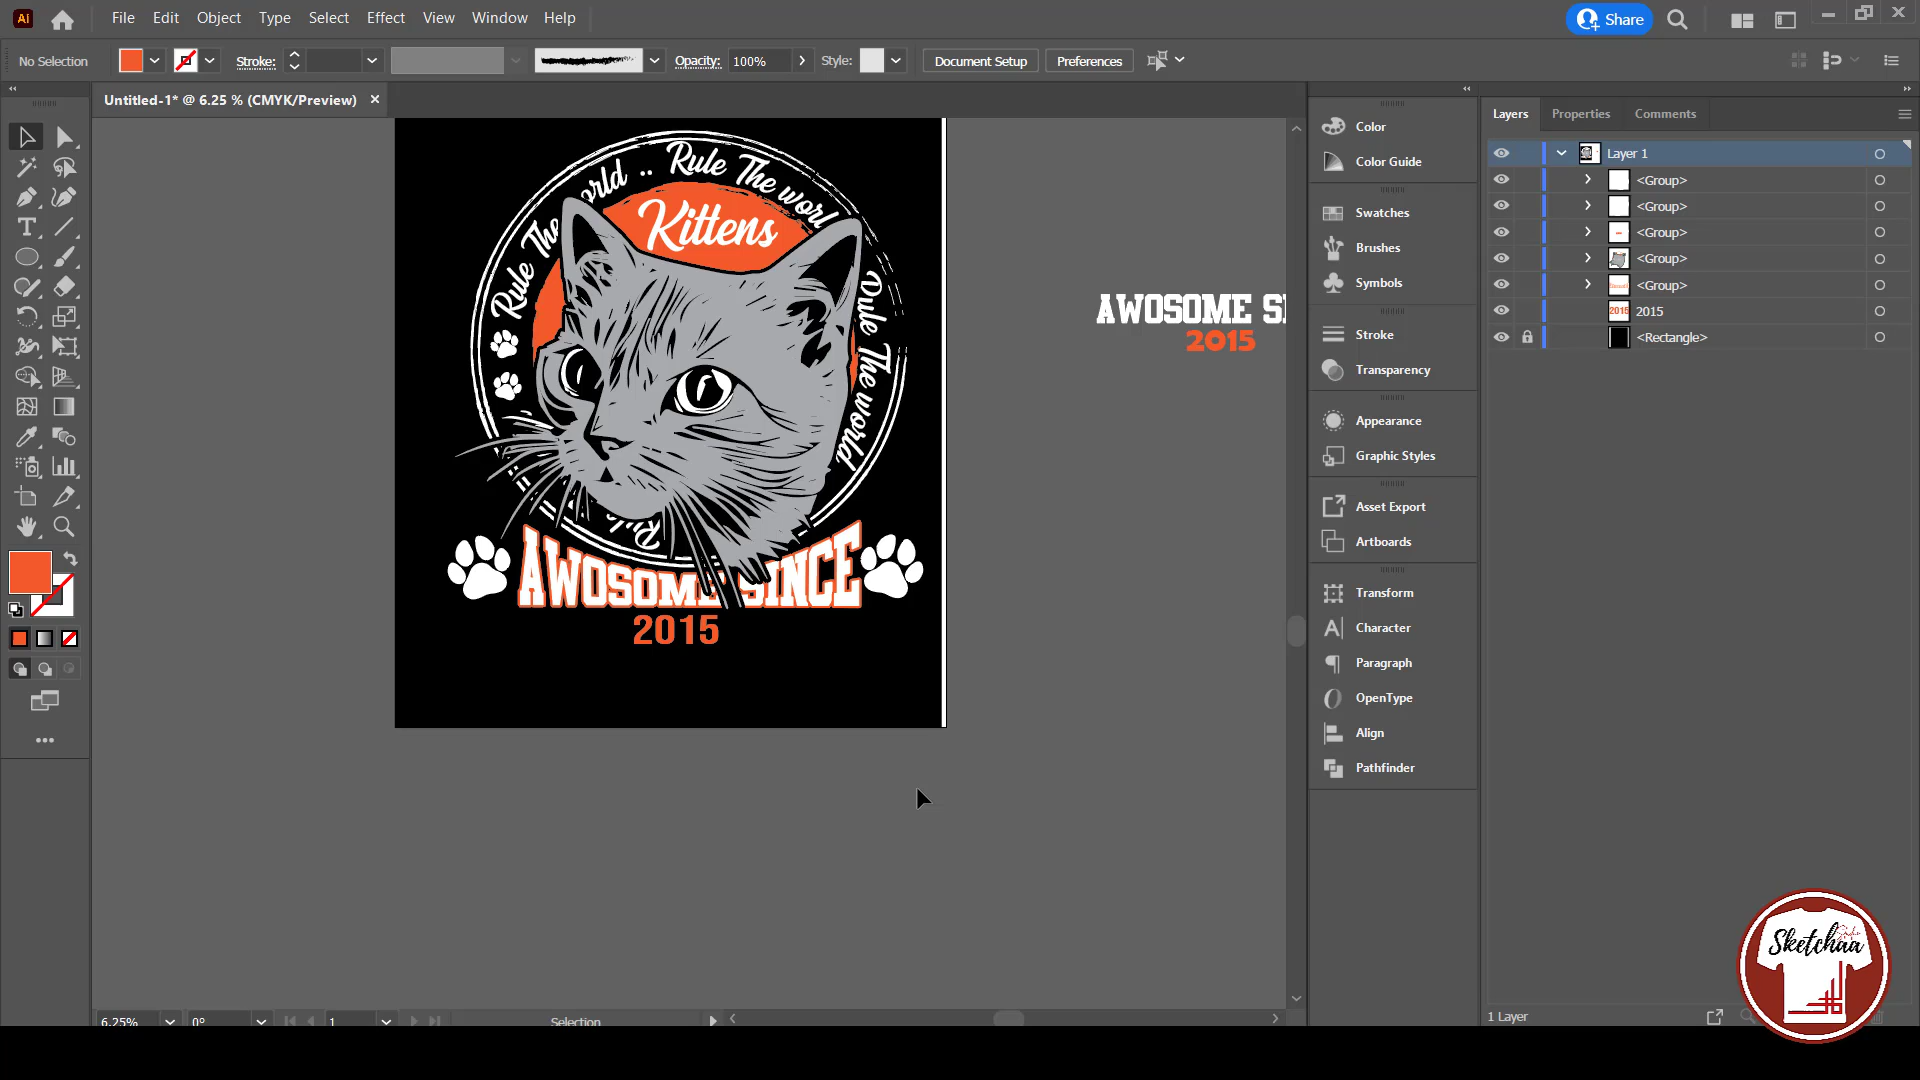 Ai File Edit Object Type Select Effect View Window Help Share
No Selection Stroke: Opacity: 100% Style: Document Setup Preferences
Untitled-1* @ 6.25 % (CMYK/Preview)
Rule The world .. Rule The world
Rule The world
Kittens
AWOSOME SINCE
2015
AWOSOME SI
2015
Color
Color Guide
Swatches
Brushes
Symbols
Stroke
Transparency
Appearance
Graphic Styles
Asset Export
Artboards
Transform
Character
Paragraph
OpenType
Align
Pathfinder
Layers Properties Comments
Layer 1
<Group>
<Group>
<Group>
<Group>
<Group>
2015
<Rectangle>
6.25% 0° 1 Selection
1 Layer
Sketchaa
Studio